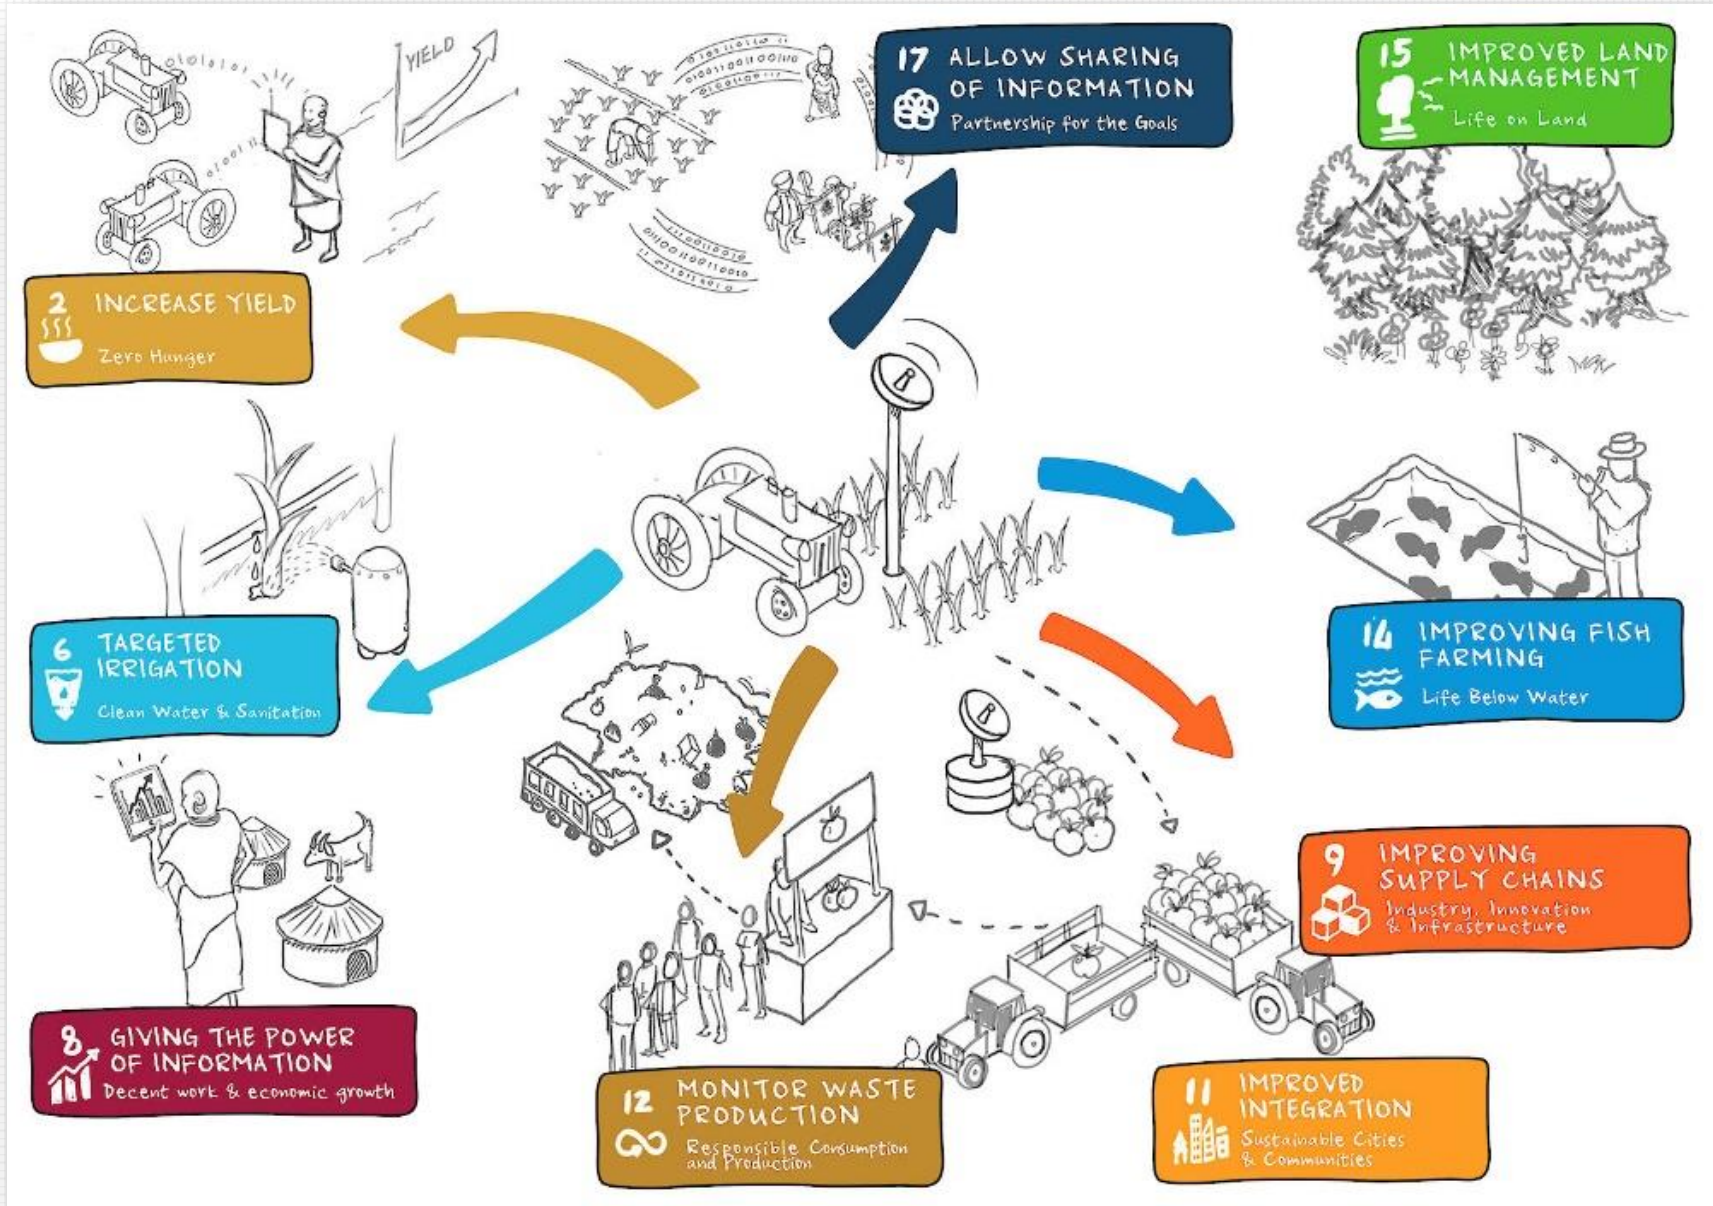 YIELD
17 ALLOW SHARING
OF INFORMATION
Partnership for the Goals
15 IMPROVED LAND
MANAGEMENT
Life on Land
2 INCREASE YIELD
Zero Hunger
6 TARGETED
IRRIGATION
Clean Water & Sanitation
14 IMPROVING FISH
FARMING
Life Below Water
9 IMPROVING
SUPPLY CHAINS
Industry, Innovation
& Infrastructure
8 GIVING THE POWER
OF INFORMATION
Decent work & economic growth
12 MONITOR WASTE
PRODUCTION
Responsible Consumption
and Production
11 IMPROVED
INTEGRATION
Sustainable Cities
& Communities